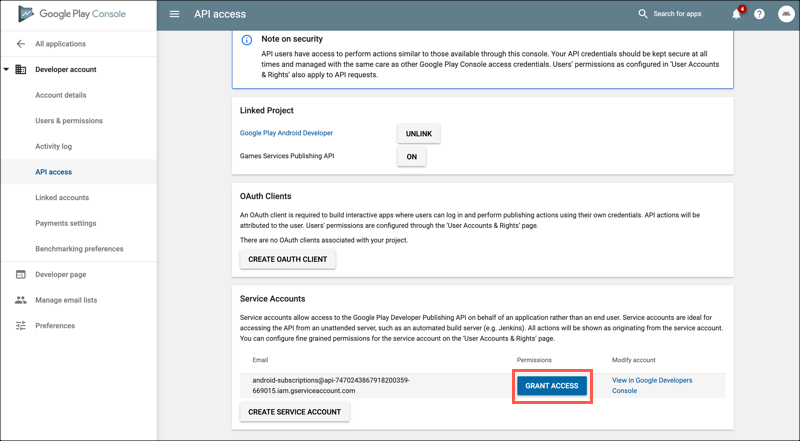 Google Play Console
API access
Search for apps
4
All applications
Developer account
Account details
Users & permissions
Activity log
API access
Linked accounts
Payments settings
Benchmarking preferences
Developer page
Manage email lists
Preferences
Note on security
API users have access to perform actions similar to those available through this console. Your API credentials should be kept secure at all
times and managed with the same care as other Google Play Console access credentials. Users' permissions as configured in 'User Accounts
& Rights' also apply to API requests.
Linked Project
Google Play Android Developer
UNLINK
Games Services Publishing API
ON
OAuth Clients
An OAuth client is required to build interactive apps where users can log in and perform publishing actions using their own credentials. API actions will be
attributed to the user. Users' permissions are configured through the 'User Accounts & Rights' page.
There are no OAuth clients associated with your project.
CREATE OAUTH CLIENT
Service Accounts
Service accounts allow access to the Google Play Developer Publishing API on behalf of an application rather than an end user. Service accounts are ideal for
accessing the API from an unattended server, such as an automated build server (e.g. Jenkins). All actions will be shown as originating from the service account.
You can configure fine grained permissions for the service account on the 'User Accounts & Rights' page.
Email Permissions Modify account
android-subscriptions@api-7470243867918200359-
669015.iam.gserviceaccount.com
GRANT ACCESS
View in Google Developers
Console
CREATE SERVICE ACCOUNT